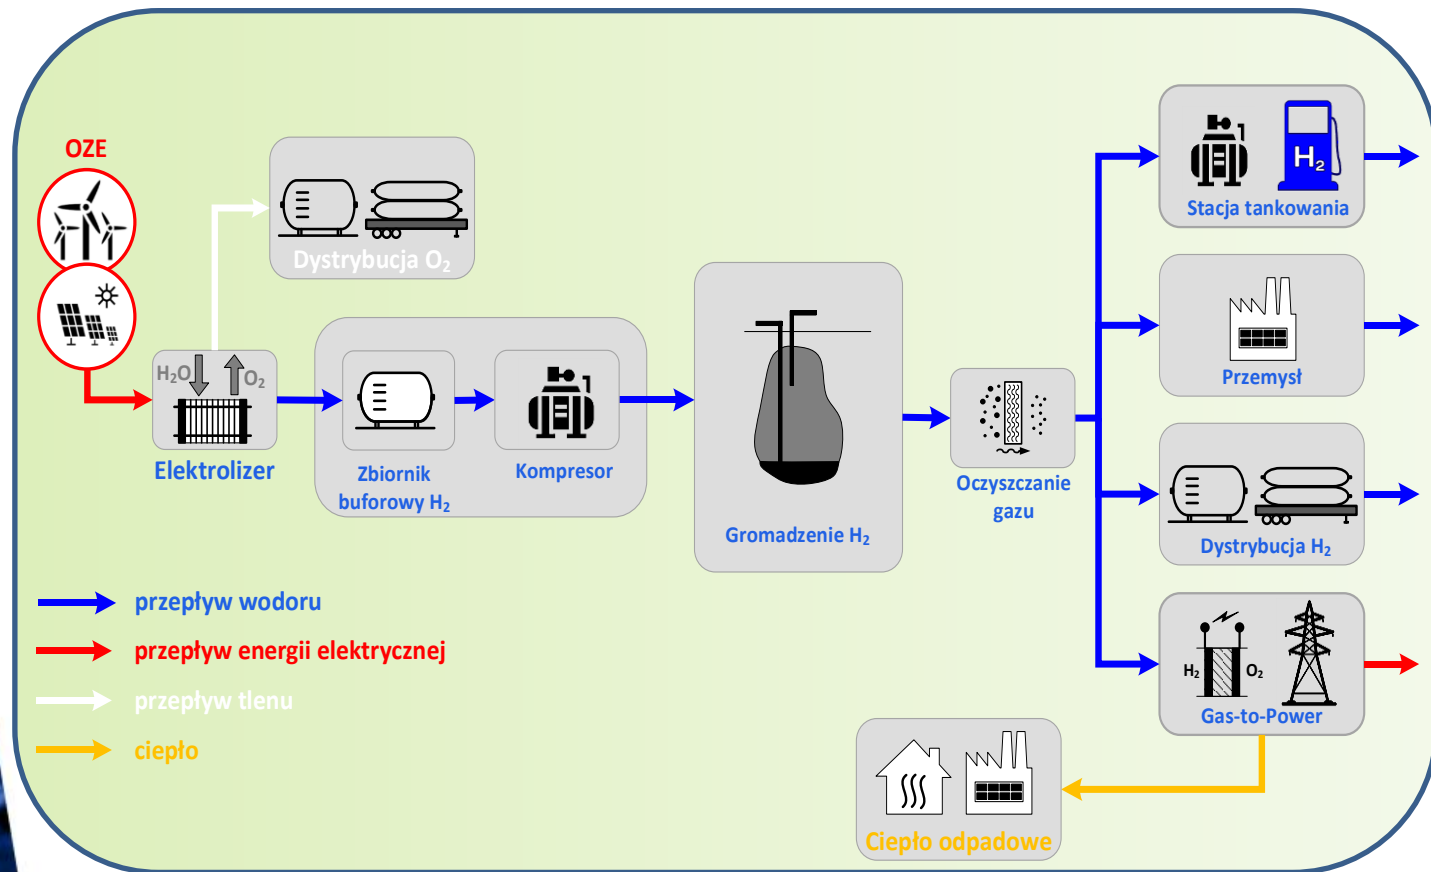 OZE
Dystrybucja O₂
H₂O
O₂
Elektrolizer
Zbiornik
buforowy H₂
Kompresor
Gromadzenie H₂
Oczyszczanie
gazu
H₂
Stacja tankowania
Przemysł
Dystrybucja H₂
H₂
O₂
Gas-to-Power
Ciepło odpadowe
przepływ wodoru
przepływ energii elektrycznej
przepływ tlenu
ciepło